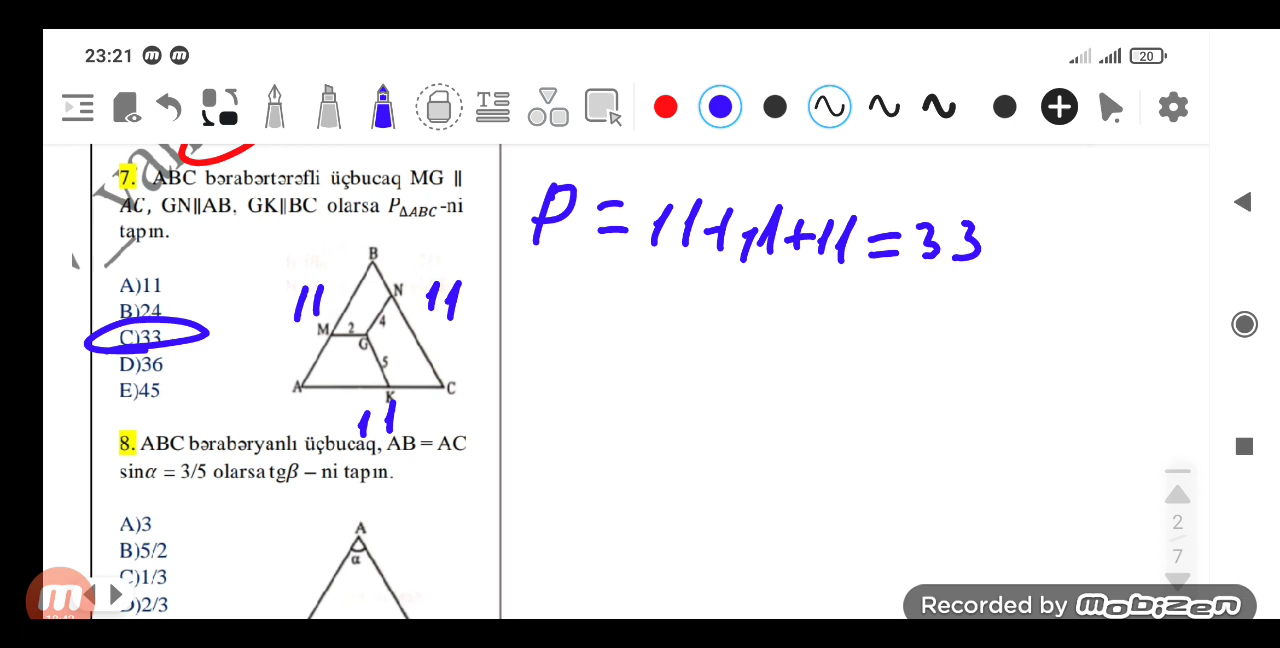 23:21
20
Yan
7. ABC bərabərtərəfli üçbucaq MG ||
AC, GN||AB, GK||BC olarsa P∆ABC-ni
tapın.
A)11
B)24
C)33
D)36
E)45
B
N
M 2 4
G
5
A K C
11 11
11
P = 11+11+11=33
8. ABC bərabəryanlı üçbucaq, AB = AC
sinα = 3/5 olarsa tgβ – ni tapın.
A)3
B)5/2
C)1/3
D)2/3
A
α
2
7
Recorded by mobizen